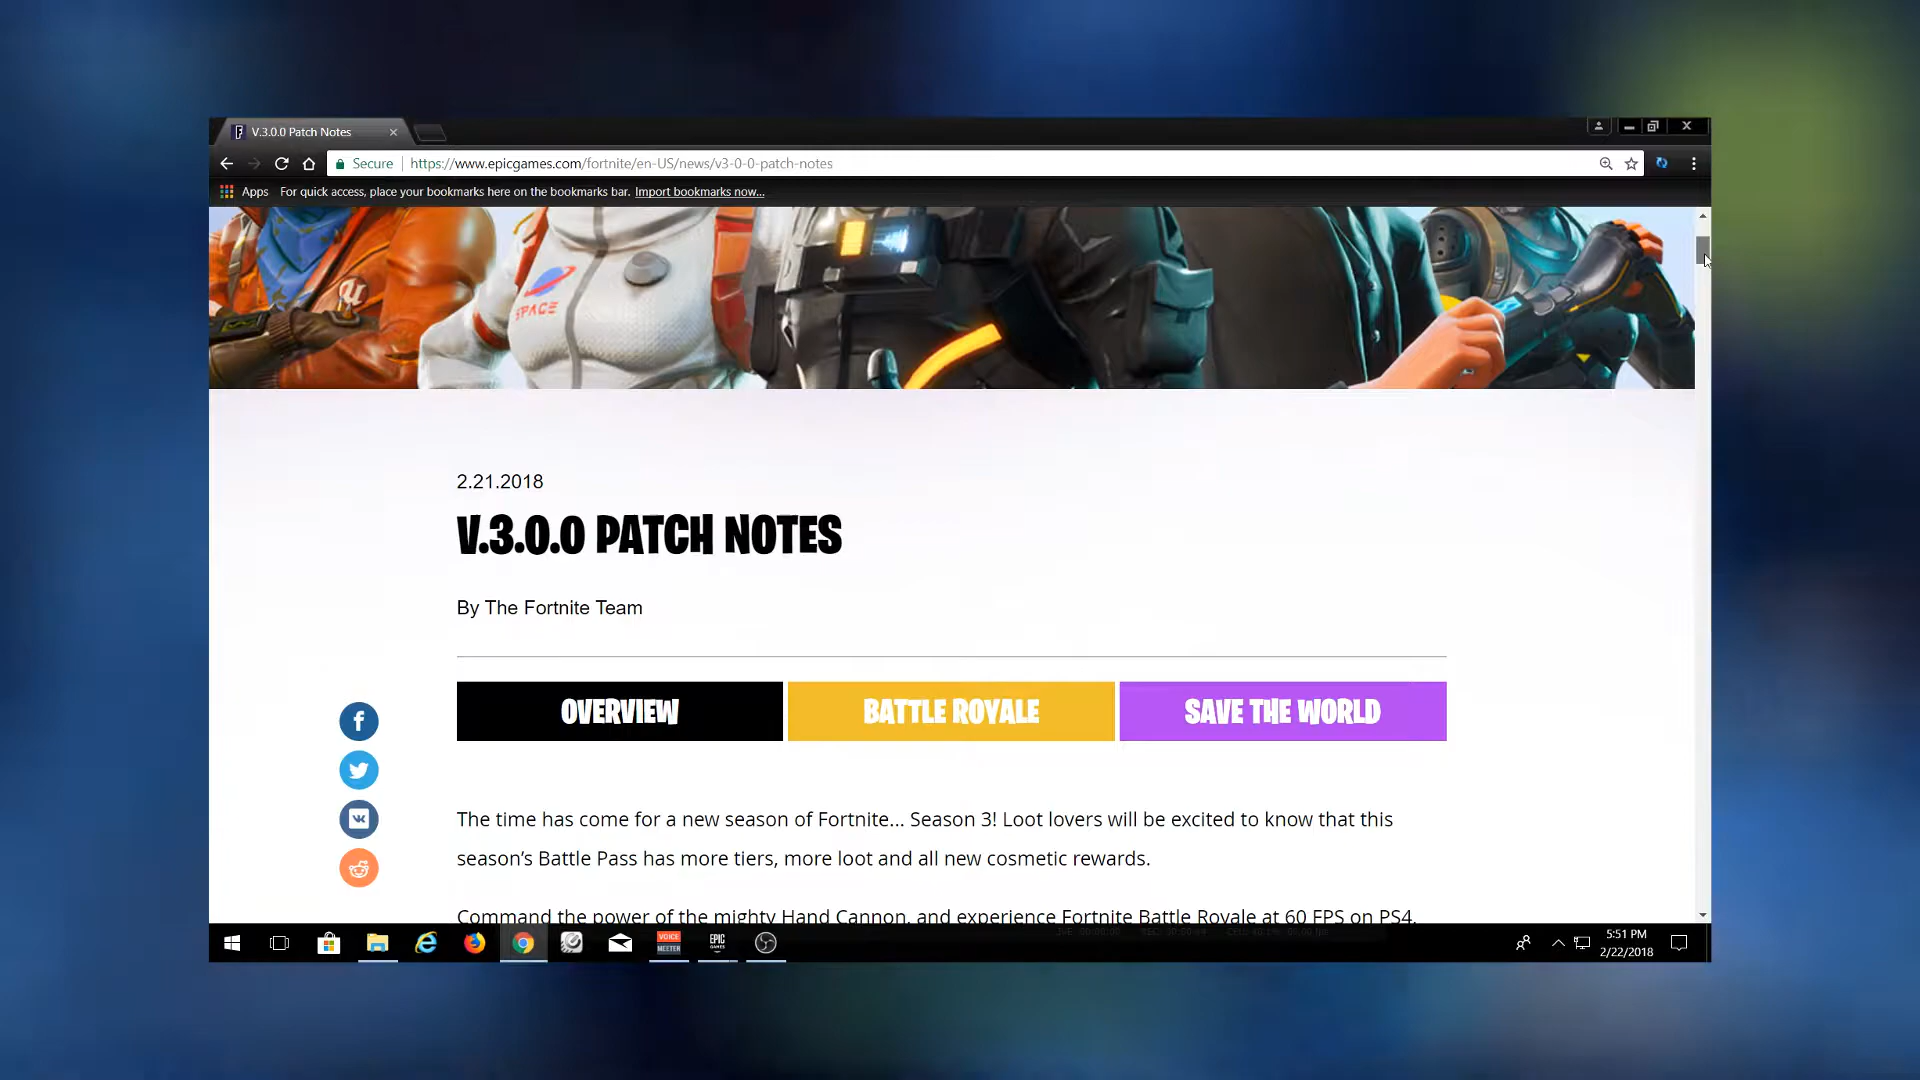 V.3.0.0 Patch Notes
Secure
https://www.epicgames.com/fortnite/en-US/news/v3-0-0-patch-notes
Apps
For quick access, place your bookmarks here on the bookmarks bar. Import bookmarks now...
SPACE
2.21.2018
V.3.0.0 PATCH NOTES
By The Fortnite Team
OVERVIEW
BATTLE ROYALE
SAVE THE WORLD
The time has come for a new season of Fortnite... Season 3! Loot lovers will be excited to know that this
season's Battle Pass has more tiers, more loot and all new cosmetic rewards.
Command the power of the mighty Hand Cannon, and experience Fortnite Battle Royale at 60 FPS on PS4,
VOICE
MEETER
EPIC
GAMES
5:51 PM
2/22/2018